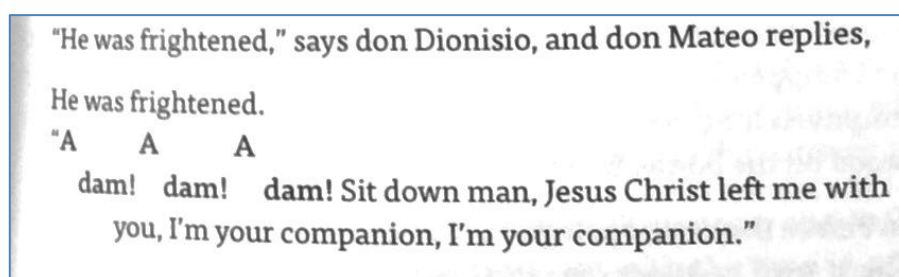 “He was frightened,” says don Dionisio, and don Mateo replies,
He was frightened.
“A A A
dam! dam! dam! Sit down man, Jesus Christ left me with
you, I’m your companion, I’m your companion.”